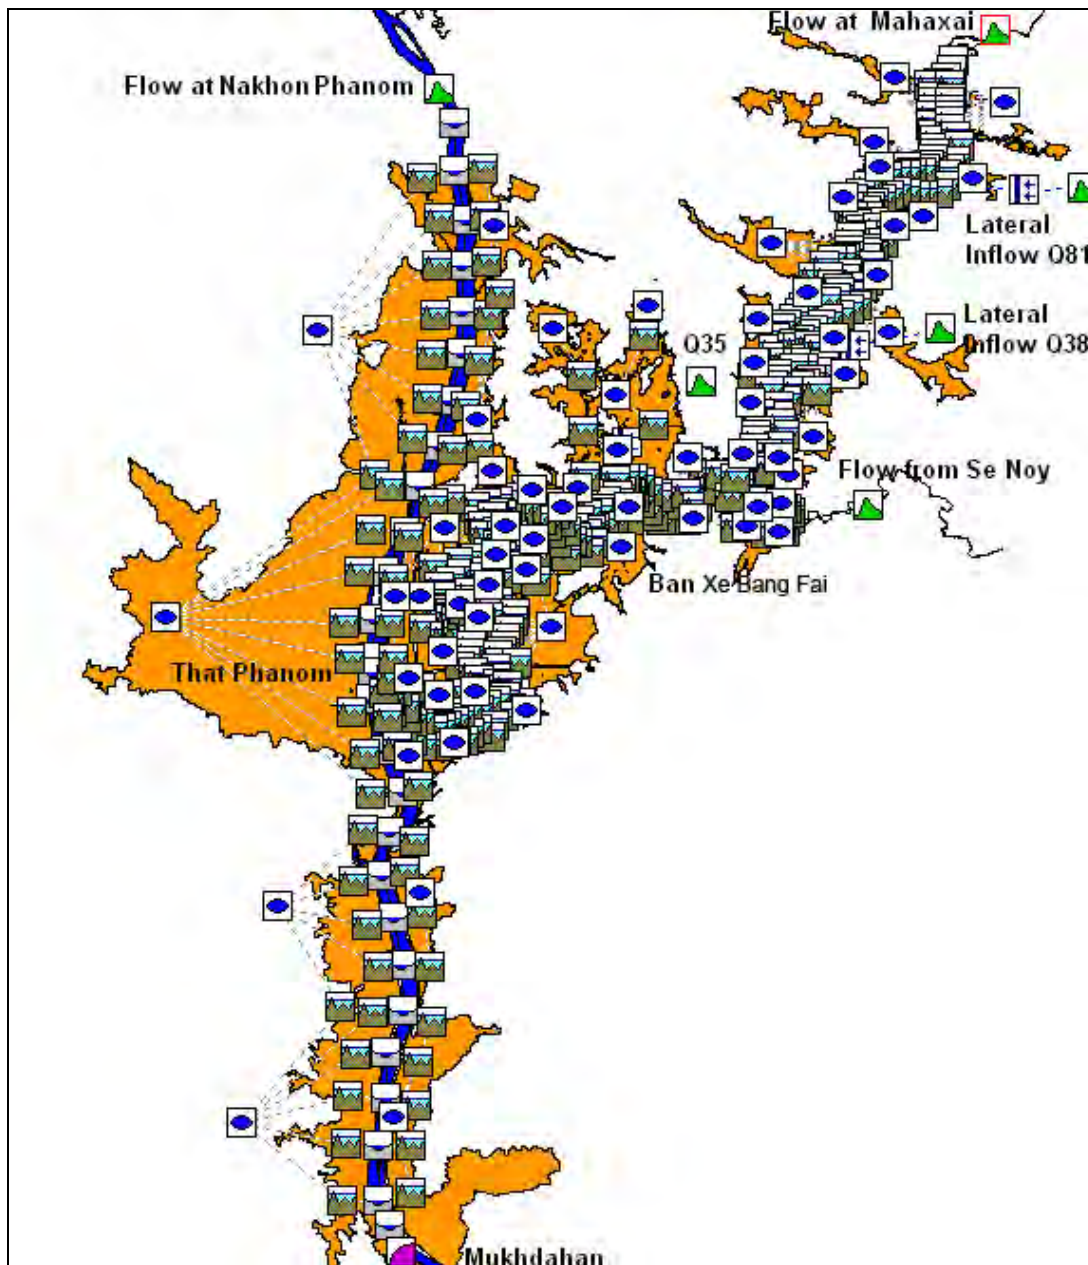 Flow at Mahaxai
Flow at Nakhon Phanom
Lateral
Inflow Q81
Lateral
Inflow Q38
Q35
Flow from Se Noy
Ban Xe Bang Fai
That Phanom
Mukhdahan